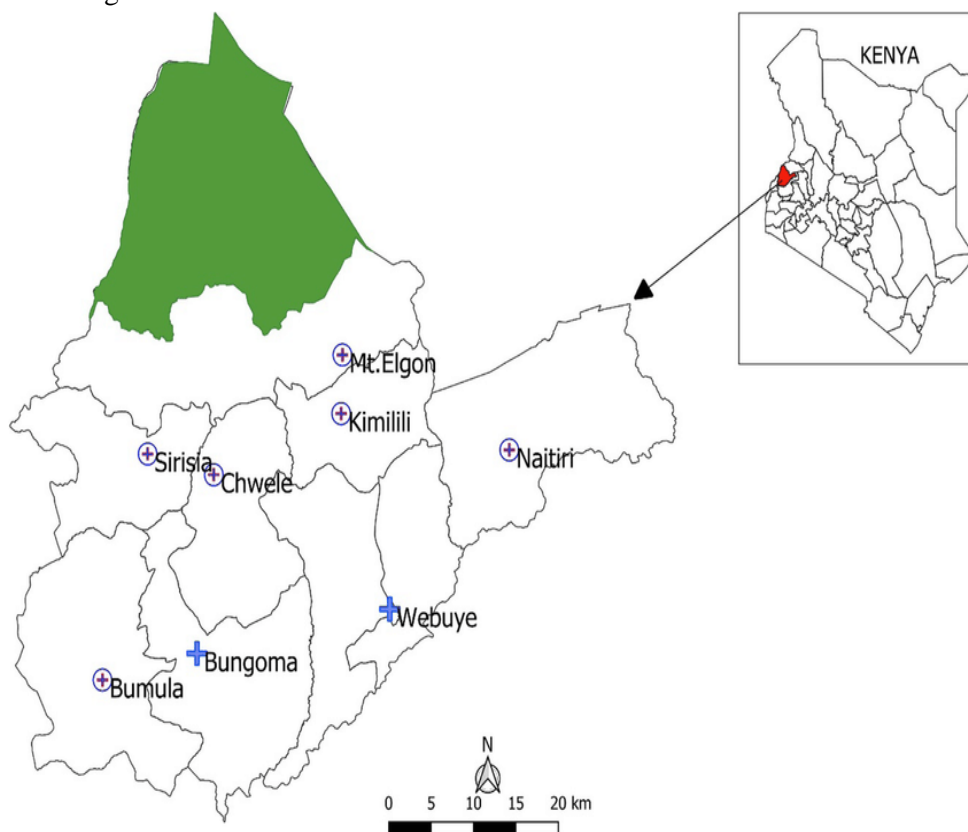 KENYA
Mt.Elgon
Kimilili
Sirisia
Naitiri
Chwele
Webuye
Bungoma
Bumula
N
0 5 10 15 20 km